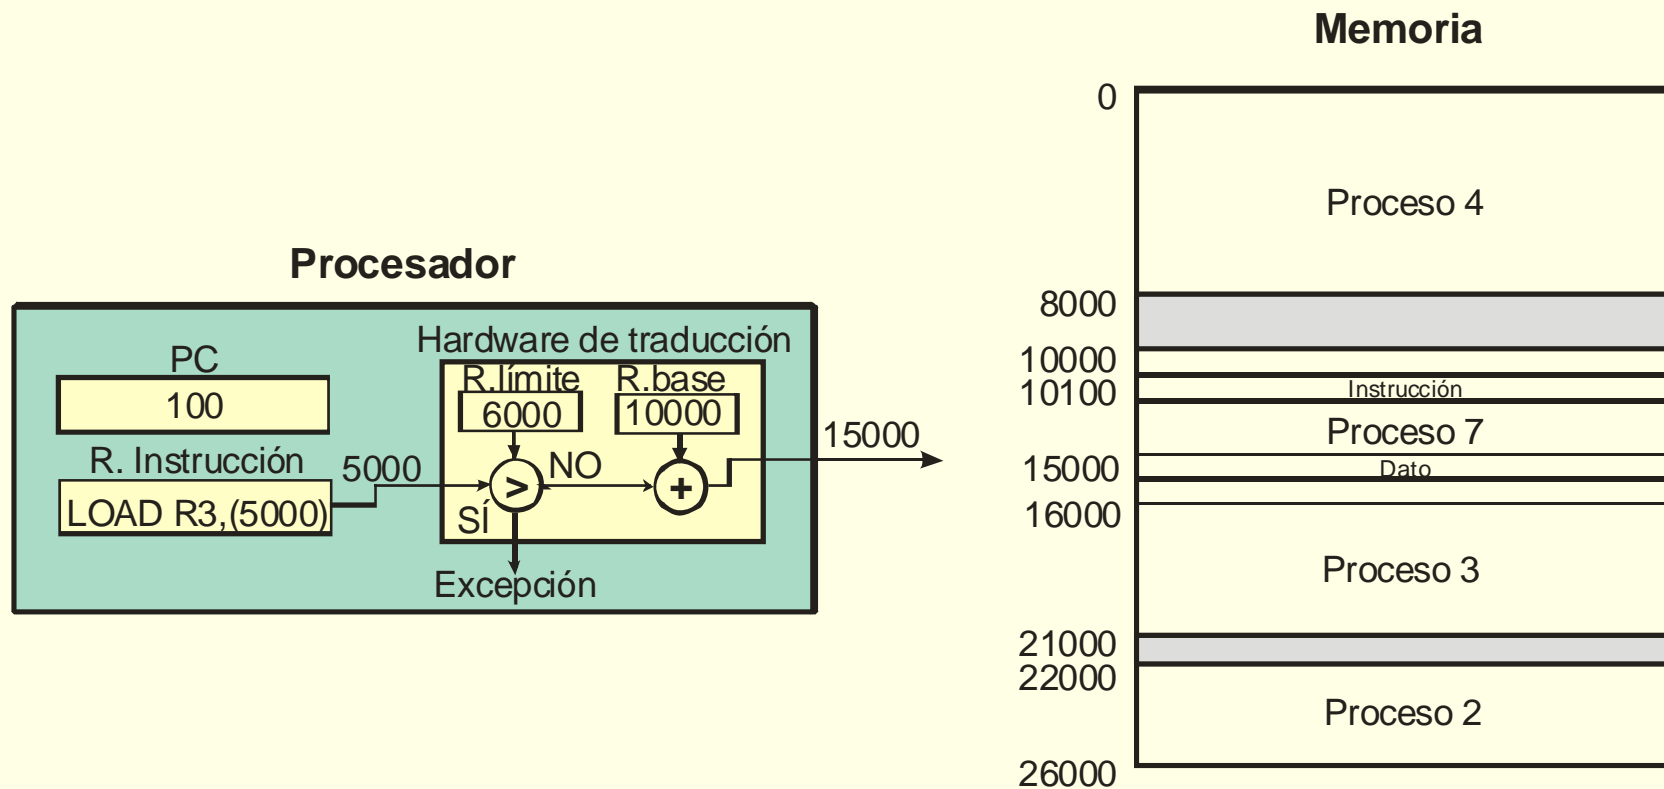 Procesador
PC
100
R. Instrucción
LOAD R3,(5000)
5000
Hardware de traducción
R.límite
R.base
6000
10000
>
NO
+
SÍ
Excepción
15000
Memoria
0
Proceso 4
8000
10000
10100
Instrucción
Proceso 7
15000
Dato
16000
Proceso 3
21000
22000
Proceso 2
26000